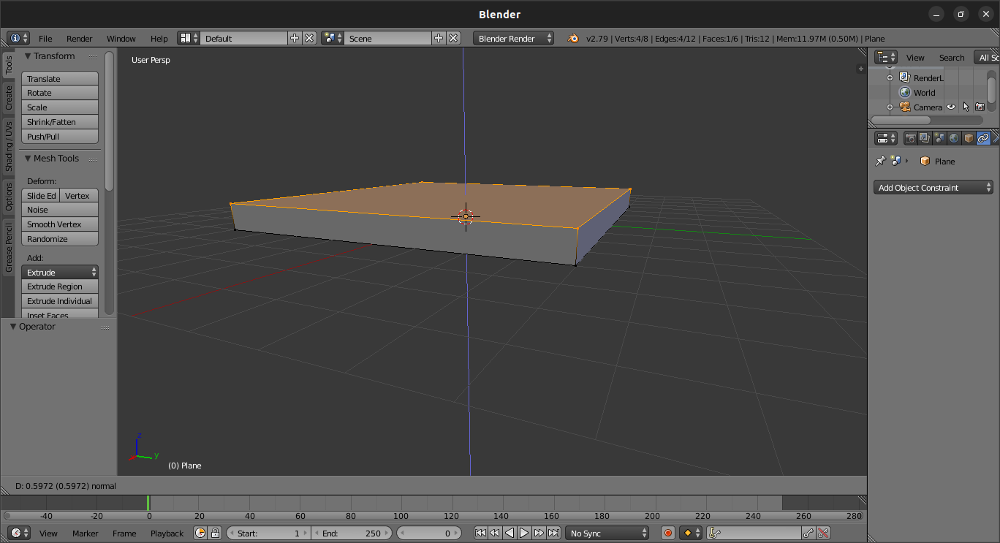 Blender
File Render Window Help Default Scene Blender Render v2.79 | Verts:4/8 | Edges:4/12 | Faces:1/6 | Tris:12 | Mem:11.97M (0.50M) | Plane
Tools
Create
Shading / UVs
Options
Grease Pencil
Transform
Translate
Rotate
Scale
Shrink/Fatten
Push/Pull
Mesh Tools
Deform:
Slide Ed Vertex
Noise
Smooth Vertex
Randomize
Add:
Extrude
Extrude Region
Extrude Individual
Inset Faces
Operator
User Persp
z
y
(0) Plane
View Search All Sc
RenderL
World
Camera
Plane
Add Object Constraint
D: 0.5972 (0.5972) normal
-40 -20 0 20 40 60 80 100 120 140 160 180 200 220 240 260 280
View Marker Frame Playback Start: 1 End: 250 0 No Sync